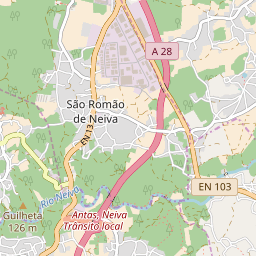 A 28
São Romão
de Neiva
EN 13
EN 103
Rio Neiva
Guilheta
126 m
Antas, Neiva
Trânsito local